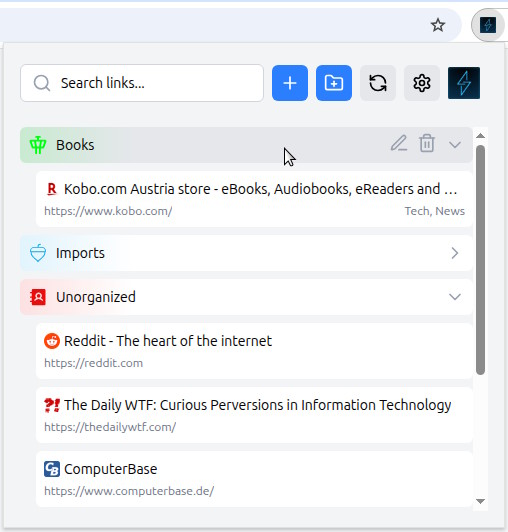 Search links...
Books
Kobo.com Austria store - eBooks, Audiobooks, eReaders and ...
https://www.kobo.com/ Tech, News
Imports
Unorganized
Reddit - The heart of the internet
https://reddit.com
The Daily WTF: Curious Perversions in Information Technology
https://thedailywtf.com/
ComputerBase
https://www.computerbase.de/